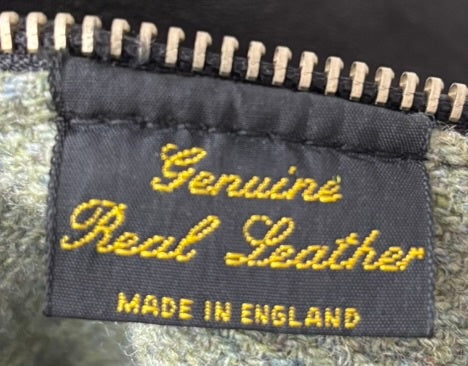 Genuine
Real Leather
MADE IN ENGLAND